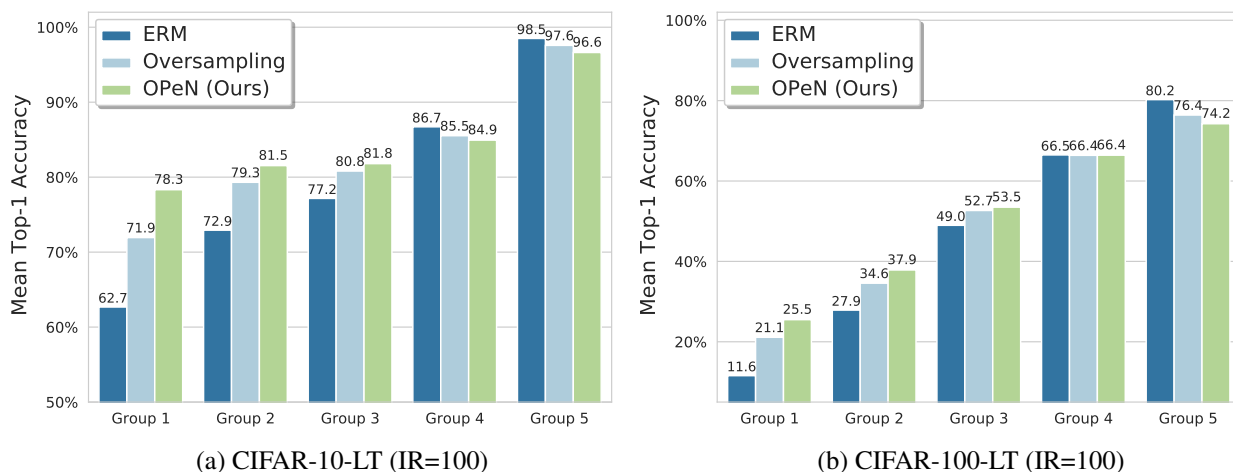 ERM
Oversampling
OPeN (Ours)
Mean Top-1 Accuracy
100%
90%
80%
70%
60%
50%
62.7
71.9
78.3
72.9
79.3
81.5
77.2
80.8
81.8
86.7
85.5
84.9
98.5
97.6
96.6
Group 1
Group 2
Group 3
Group 4
Group 5
(a) CIFAR-10-LT (IR=100)
ERM
Oversampling
OPeN (Ours)
Mean Top-1 Accuracy
100%
80%
60%
40%
20%
11.6
21.1
25.5
27.9
34.6
37.9
49.0
52.7
53.5
66.5
66.4
66.4
80.2
76.4
74.2
Group 1
Group 2
Group 3
Group 4
Group 5
(b) CIFAR-100-LT (IR=100)